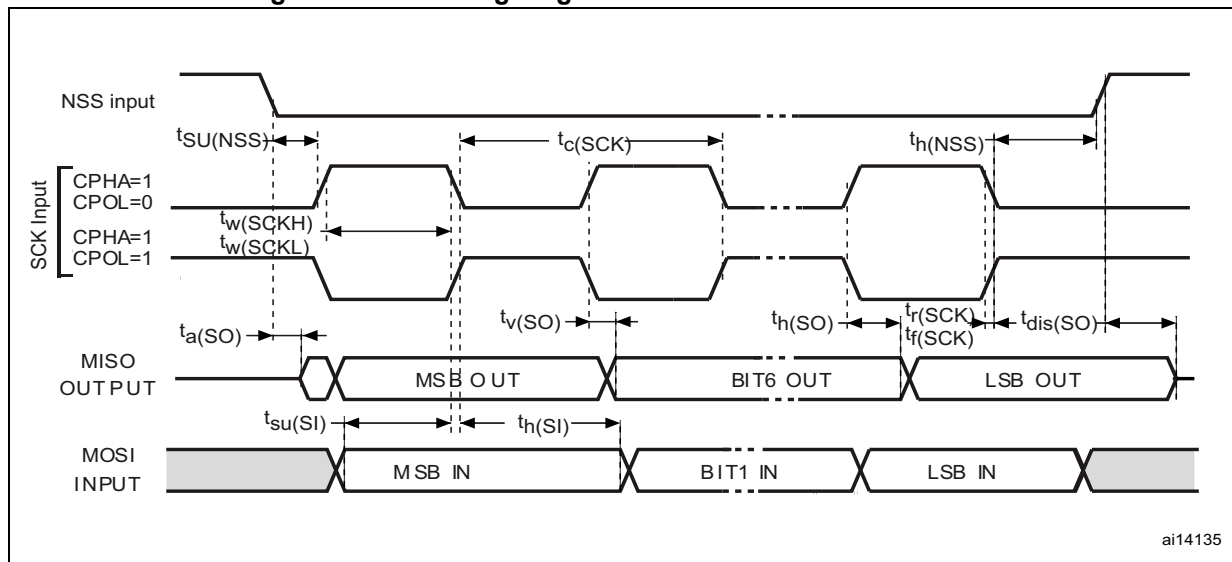 NSS input
tSU(NSS)
tc(SCK)
th(NSS)
SCK Input
CPHA=1
CPOL=0
tw(SCKH)
CPHA=1
tw(SCKL)
CPOL=1
ta(SO)
tv(SO)
th(SO)
tr(SCK)
tf(SCK)
tdis(SO)
MISO
OUTPUT
MSB OUT
BIT6 OUT
LSB OUT
tsu(SI)
th(SI)
MOSI
INPUT
MSB IN
BIT1 IN
LSB IN
ai14135